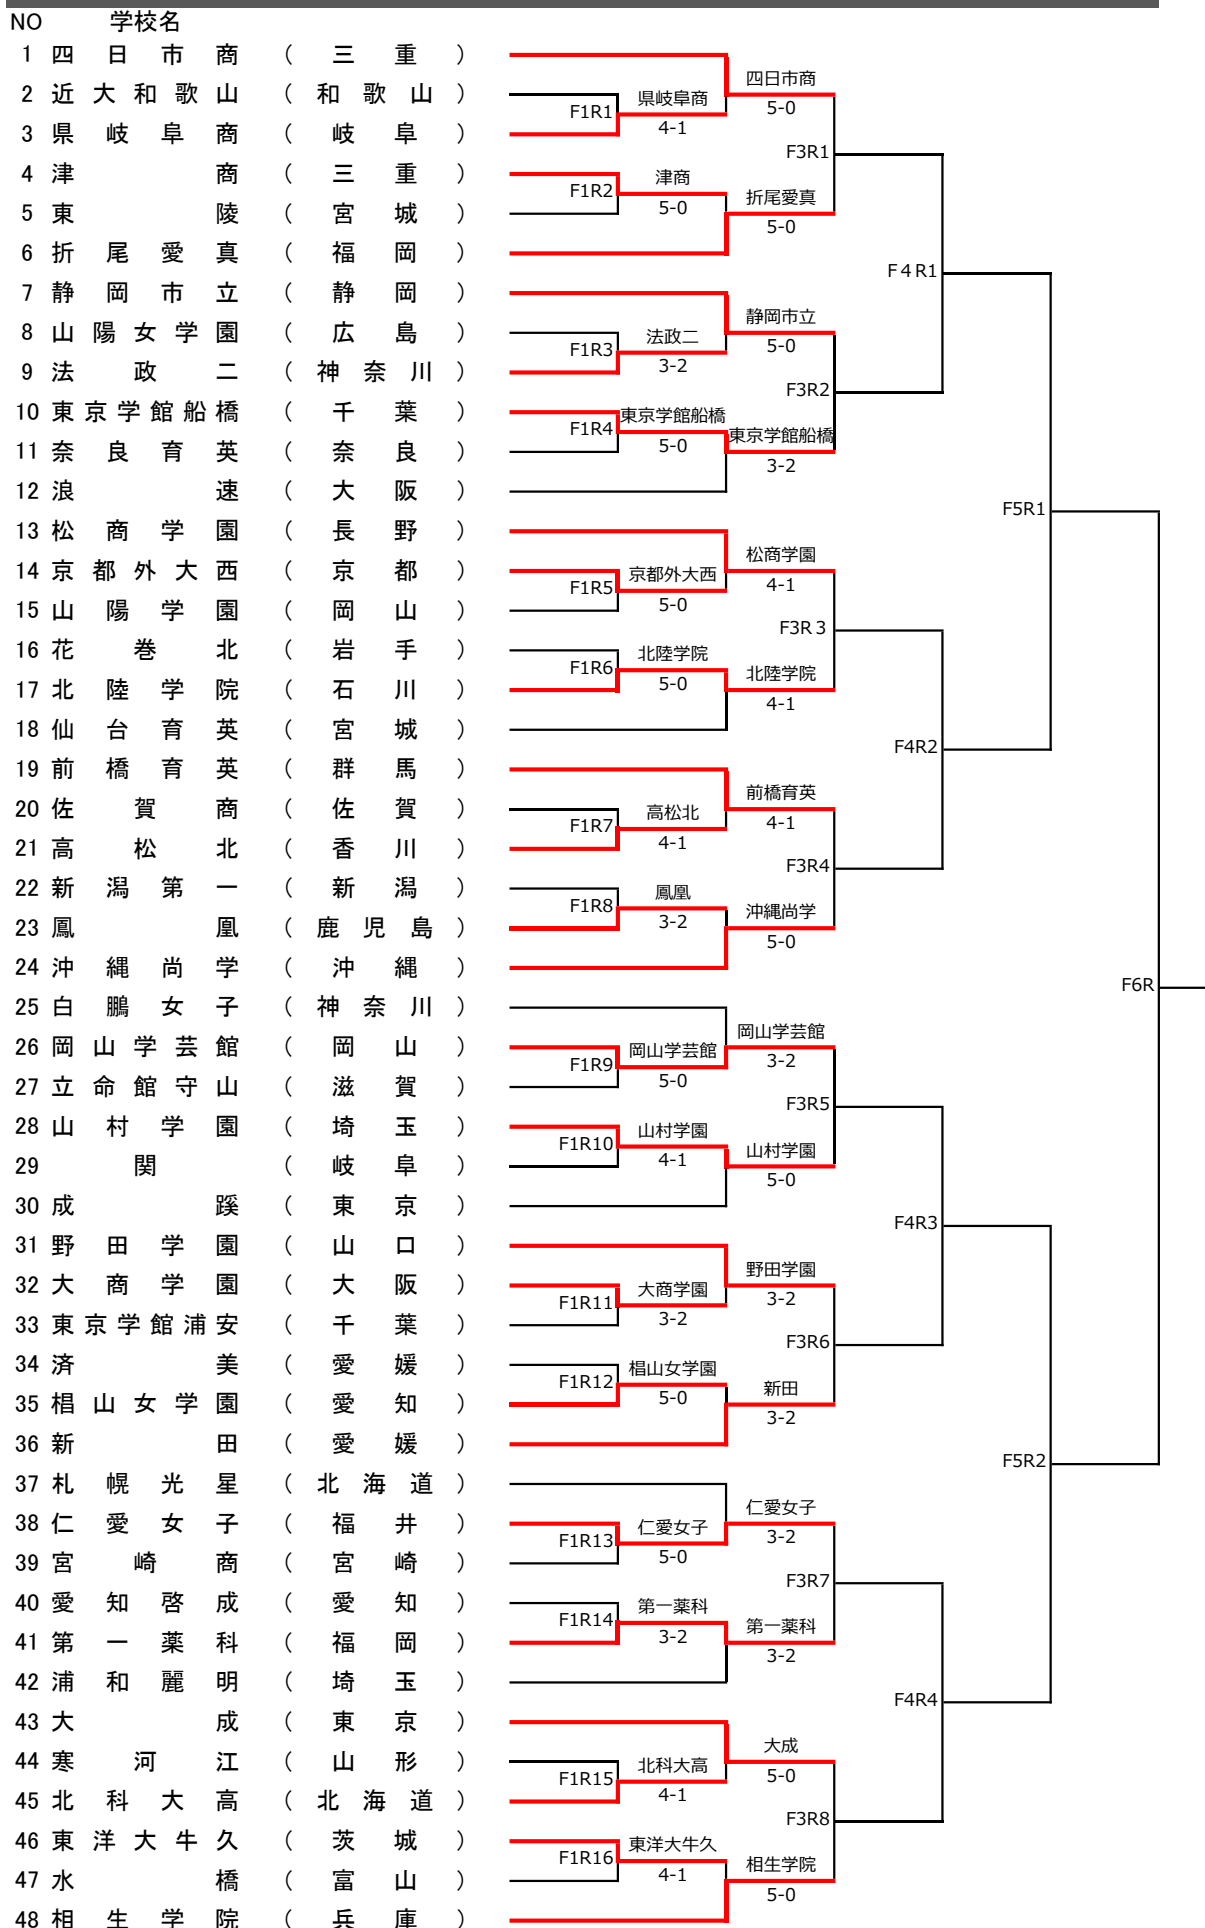 NO 学校名
1 四日市商 ( 三重 )
四日市商
2 近大和歌山 ( 和歌山 )
F1R1 県岐阜商 5-0
3 県岐阜商 ( 岐阜 )
4-1
F3R1
4 津商 ( 三重 )
F1R2 津商
5-0 折尾愛真
5 東陵 ( 宮城 )
5-0
6 折尾愛真 ( 福岡 )
F４R1
7 静岡市立 ( 静岡 )
静岡市立
8 山陽女学園 ( 広島 )
F1R3 法政二 5-0
9 法政二 ( 神奈川 )
3-2
F3R2
10 東京学館船橋 ( 千葉 )
F1R4 東京学館船橋
5-0 東京学館船橋
11 奈良育英 ( 奈良 )
3-2
12 浪速 ( 大阪 )
F5R1
13 松商学園 ( 長野 )
松商学園
14 京都外大西 ( 京都 )
F1R5 京都外大西 4-1
15 山陽学園 ( 岡山 )
5-0
F3R３
16 花巻北 ( 岩手 )
F1R6 北陸学院
5-0 北陸学院
17 北陸学院 ( 石川 )
4-1
18 仙台育英 ( 宮城 )
F4R2
19 前橋育英 ( 群馬 )
前橋育英
20 佐賀商 ( 佐賀 )
F1R7 高松北 4-1
21 高松北 ( 香川 )
4-1
F3R4
22 新潟第一 ( 新潟 )
F1R8 鳳凰
3-2 沖縄尚学
23 鳳凰 ( 鹿児島 )
5-0
24 沖縄尚学 ( 沖縄 )
F6R
25 白鵬女子 ( 神奈川 )
岡山学芸館
26 岡山学芸館 ( 岡山 )
F1R9 岡山学芸館 3-2
27 立命館守山 ( 滋賀 )
5-0
F3R5
28 山村学園 ( 埼玉 )
F1R10 山村学園
4-1 山村学園
29 関 ( 岐阜 )
5-0
30 成蹊 ( 東京 )
F4R3
31 野田学園 ( 山口 )
野田学園
32 大商学園 ( 大阪 )
F1R11 大商学園 3-2
33 東京学館浦安 ( 千葉 )
3-2
F3R6
34 済美 ( 愛媛 )
F1R12 椙山女学園
5-0 新田
35 椙山女学園 ( 愛知 )
3-2
36 新田 ( 愛媛 )
F5R2
37 札幌光星 ( 北海道 )
仁愛女子
38 仁愛女子 ( 福井 )
F1R13 仁愛女子 3-2
39 宮崎商 ( 宮崎 )
5-0
F3R7
40 愛知啓成 ( 愛知 )
F1R14 第一薬科
3-2 第一薬科
41 第一薬科 ( 福岡 )
3-2
42 浦和麗明 ( 埼玉 )
F4R4
43 大成 ( 東京 )
大成
44 寒河江 ( 山形 )
F1R15 北科大高 5-0
45 北科大高 ( 北海道 )
4-1
F3R8
46 東洋大牛久 ( 茨城 )
F1R16 東洋大牛久
4-1 相生学院
47 水橋 ( 富山 )
5-0
48 相生学院 ( 兵庫 )